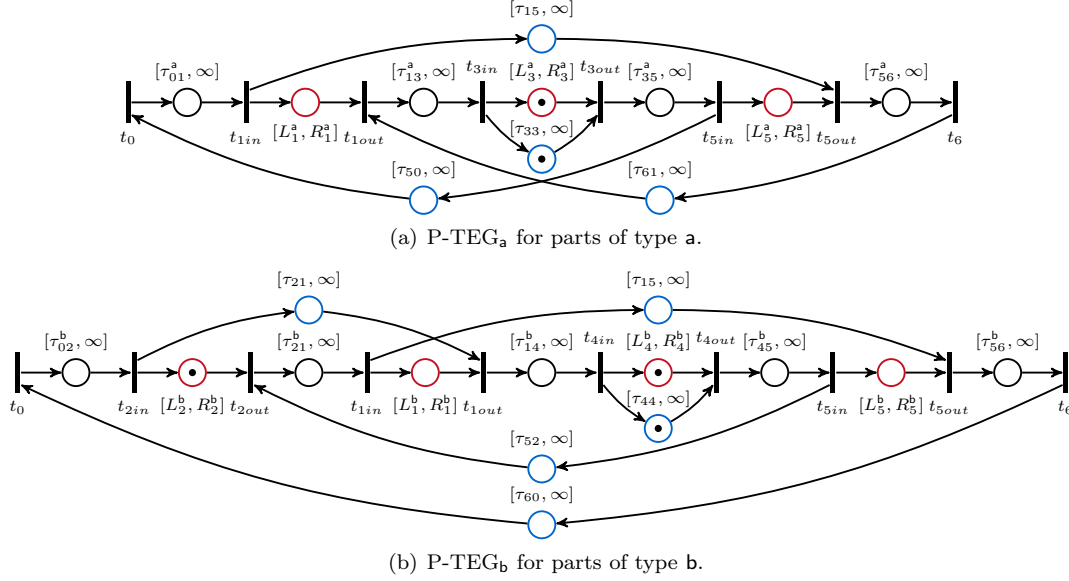 [τ₁₅, ∞]
[τᵃ₀₁, ∞] [τᵃ₁₃, ∞] t₃ᵢₙ [Lᵃ₃, Rᵃ₃] t₃ₒᵤₜ [τᵃ₃₅, ∞] [τᵃ₅₆, ∞]
t₀ t₁ᵢₙ [Lᵃ₁, Rᵃ₁] t₁ₒᵤₜ [τ₃₃, ∞] t₅ᵢₙ [Lᵃ₅, Rᵃ₅] t₅ₒᵤₜ t₆
[τ₅₀, ∞] [τ₆₁, ∞]
(a) P-TEGₐ for parts of type a.
[τ₂₁, ∞] [τ₁₅, ∞]
[τᵇ₀₂, ∞] [τᵇ₂₁, ∞] [τᵇ₁₄, ∞] t₄ᵢₙ [Lᵇ₄, Rᵇ₄] t₄ₒᵤₜ [τᵇ₄₅, ∞] [τᵇ₅₆, ∞]
t₀ t₂ᵢₙ [Lᵇ₂, Rᵇ₂] t₂ₒᵤₜ t₁ᵢₙ [Lᵇ₁, Rᵇ₁] t₁ₒᵤₜ [τ₄₄, ∞] t₅ᵢₙ [Lᵇ₅, Rᵇ₅] t₅ₒᵤₜ t₆
[τ₅₂, ∞]
[τ₆₀, ∞]
(b) P-TEG_b for parts of type b.